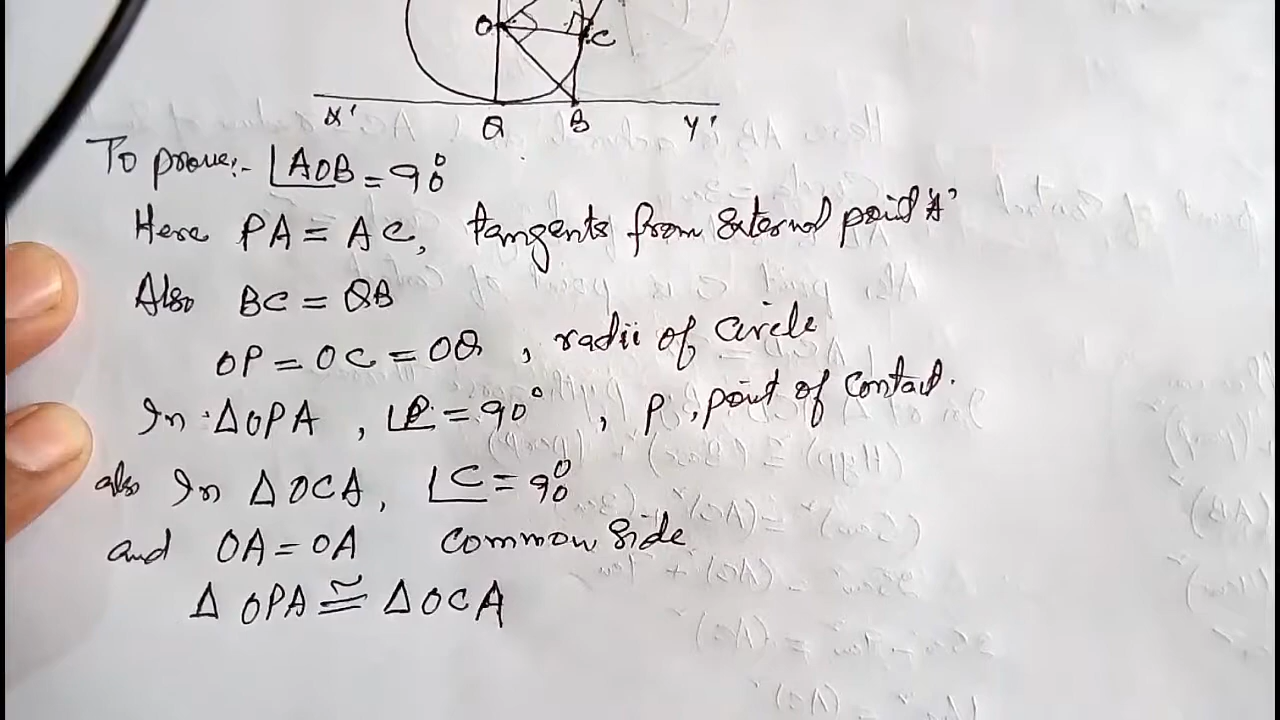 O C
X' Q B Y'
To prove:- ∠AOB = 90°
Here PA = AC, tangents from external point 'A'
Also BC = QB
OP = OC = OQ , radii of circle
In ΔOPA , ∠P = 90° , P, point of contact.
also In ΔOCA, ∠C = 90°
and OA = OA common side
Δ OPA ≅ ΔOCA